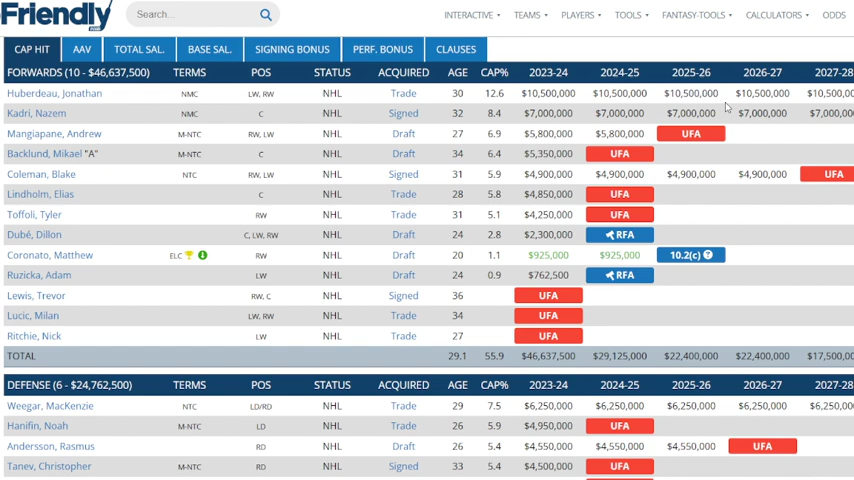 Friendly
Search...
INTERACTIVE TEAMS PLAYERS TOOLS FANTASY-TOOLS CALCULATORS ODDS
CAP HIT AAV TOTAL SAL. BASE SAL. SIGNING BONUS PERF. BONUS CLAUSES
FORWARDS (10 - $46,637,500) TERMS POS STATUS ACQUIRED AGE CAP% 2023-24 2024-25 2025-26 2026-27 2027-28
Huberdeau, Jonathan NMC LW, RW NHL Trade 30 12.6 $10,500,000 $10,500,000 $10,500,000 $10,500,000 $10,500,00
Kadri, Nazem NMC C NHL Signed 32 8.4 $7,000,000 $7,000,000 $7,000,000 $7,000,000 $7,000,00
Mangiapane, Andrew M-NTC RW, LW NHL Draft 27 6.9 $5,800,000 $5,800,000 UFA
Backlund, Mikael "A" M-NTC C NHL Draft 34 6.4 $5,350,000 UFA
Coleman, Blake NTC RW, LW NHL Signed 31 5.9 $4,900,000 $4,900,000 $4,900,000 $4,900,000 UFA
Lindholm, Elias C NHL Trade 28 5.8 $4,850,000 UFA
Toffoli, Tyler RW NHL Trade 31 5.1 $4,250,000 UFA
Dubé, Dillon C, LW, RW NHL Draft 24 2.8 $2,300,000 RFA
Coronato, Matthew ELC RW NHL Draft 20 1.1 $925,000 $925,000 10.2(c)
Ruzicka, Adam LW NHL Draft 24 0.9 $762,500 RFA
Lewis, Trevor RW, C NHL Signed 36 UFA
Lucic, Milan LW, RW NHL Trade 34 UFA
Ritchie, Nick LW NHL Trade 27 UFA
TOTAL 29.1 55.9 $46,637,500 $29,125,000 $22,400,000 $22,400,000 $17,500,00
DEFENSE (6 - $24,762,500) TERMS POS STATUS ACQUIRED AGE CAP% 2023-24 2024-25 2025-26 2026-27 2027-28
Weegar, MacKenzie NTC LD/RD NHL Trade 29 7.5 $6,250,000 $6,250,000 $6,250,000 $6,250,000 $6,250,00
Hanifin, Noah M-NTC LD NHL Trade 26 5.9 $4,950,000 UFA
Andersson, Rasmus RD NHL Draft 26 5.4 $4,550,000 $4,550,000 $4,550,000 UFA
Tanev, Christopher M-NTC RD NHL Signed 33 5.4 $4,500,000 UFA